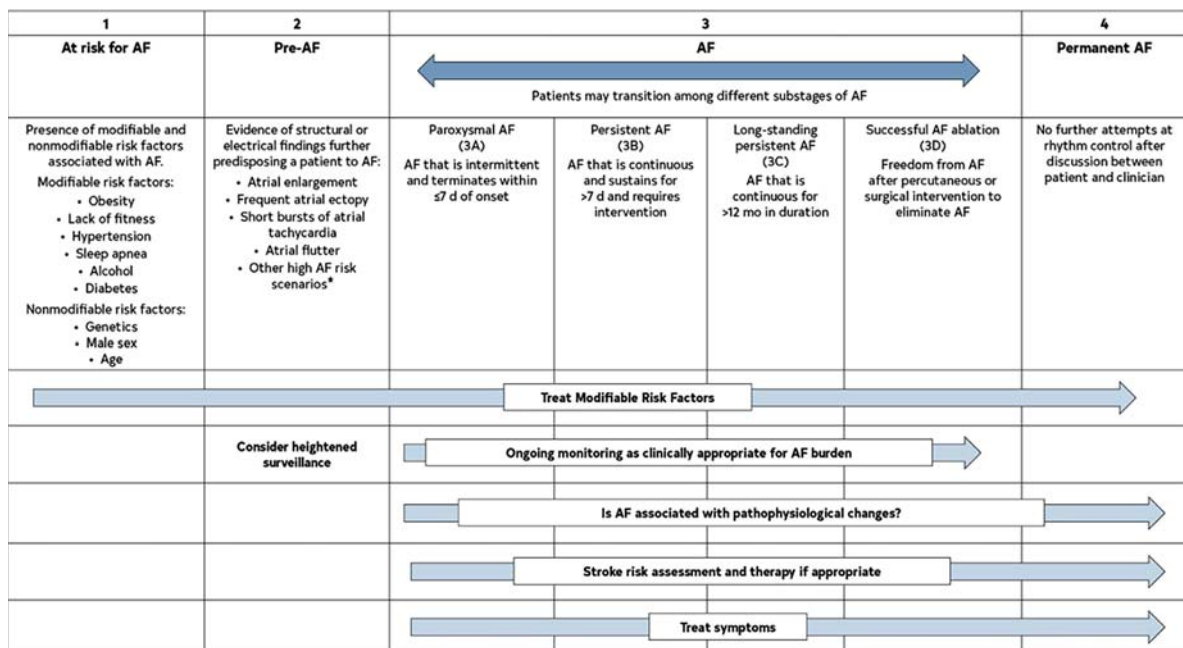 1
2
3
4
At risk for AF
Pre-AF
AF
Permanent AF
Patients may transition among different substages of AF
Presence of modifiable and
nonmodifiable risk factors
associated with AF.
Modifiable risk factors:
• Obesity
• Lack of fitness
• Hypertension
• Sleep apnea
• Alcohol
• Diabetes
Nonmodifiable risk factors:
• Genetics
• Male sex
• Age
Evidence of structural or
electrical findings further
predisposing a patient to AF:
• Atrial enlargement
• Frequent atrial ectopy
• Short bursts of atrial
tachycardia
• Atrial flutter
• Other high AF risk
scenarios*
Paroxysmal AF
(3A)
AF that is intermittent
and terminates within
≤7 d of onset
Persistent AF
(3B)
AF that is continuous
and sustains for
>7 d and requires
intervention
Long-standing
persistent AF
(3C)
AF that is
continuous for
>12 mo in duration
Successful AF ablation
(3D)
Freedom from AF
after percutaneous or
surgical intervention to
eliminate AF
No further attempts at
rhythm control after
discussion between
patient and clinician
Treat Modifiable Risk Factors
Consider heightened
surveillance
Ongoing monitoring as clinically appropriate for AF burden
Is AF associated with pathophysiological changes?
Stroke risk assessment and therapy if appropriate
Treat symptoms